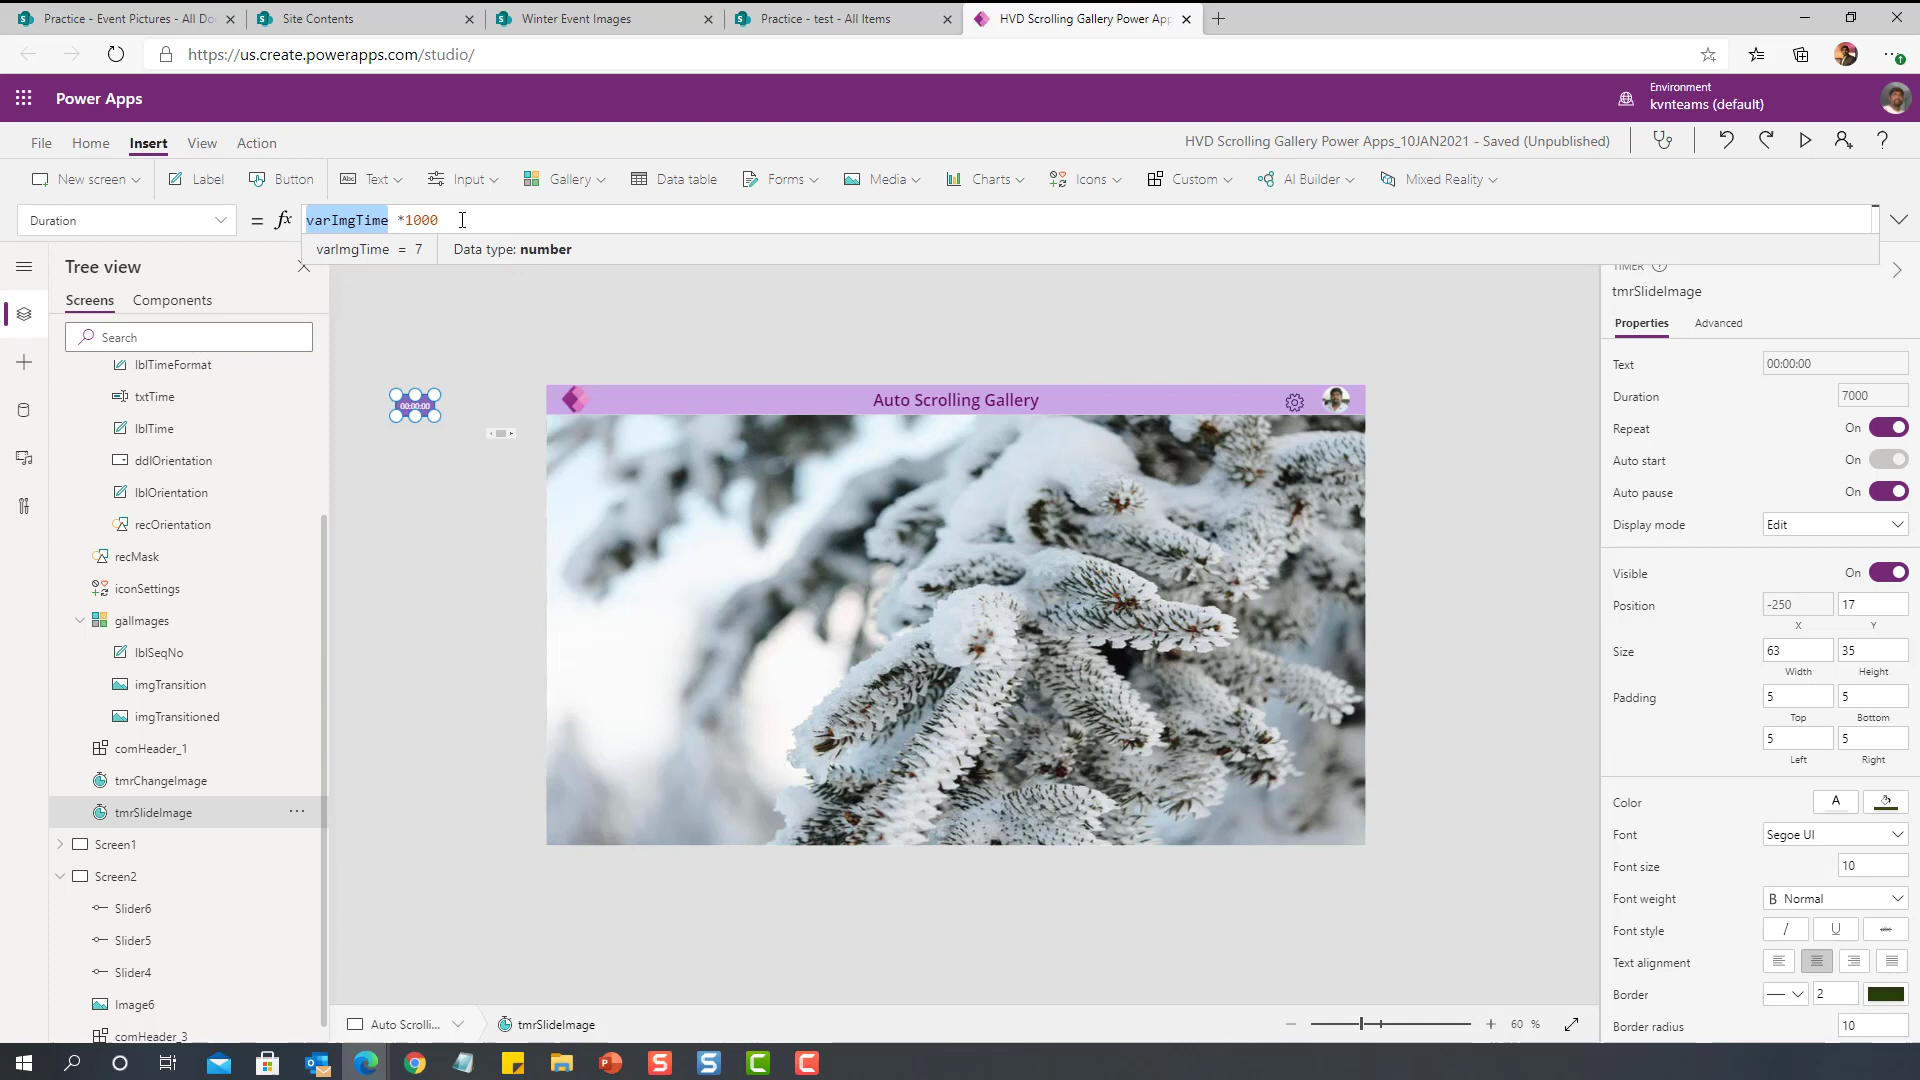 Practice - Event Pictures - All Do
Site Contents
Winter Event Images
Practice - test - All Items
HVD Scrolling Gallery Power App
https://us.create.powerapps.com/studio/
Power Apps
Environment
kvnteams (default)
File
Home
Insert
View
Action
HVD Scrolling Gallery Power Apps_10JAN2021 - Saved (Unpublished)
New screen
Label
Button
Text
Input
Gallery
Data table
Forms
Media
Charts
Icons
Custom
AI Builder
Mixed Reality
Duration
=
fx
varImgTime *1000
varImgTime = 7
Data type: number
Tree view
Screens
Components
Search
lblTimeFormat
txtTime
lblTime
ddlOrientation
lblOrientation
recOrientation
recMask
iconSettings
galImages
lblSeqNo
imgTransition
imgTransitioned
comHeader_1
tmrChangeImage
tmrSlideImage
Screen1
Screen2
Slider6
Slider5
Slider4
Image6
comHeader_3
00:00:00
Auto Scrolling Gallery
Auto Scrolli...
tmrSlideImage
60 %
TIMER
tmrSlideImage
Properties
Advanced
Text
00:00:00
Duration
7000
Repeat
On
Auto start
On
Auto pause
On
Display mode
Edit
Visible
On
Position
-250
17
X
Y
Size
63
35
Width
Height
Padding
5
5
Top
Bottom
5
5
Left
Right
Color
A
Font
Segoe UI
Font size
10
Font weight
B Normal
Font style
/
U
abc
Text alignment
Border
2
Border radius
10